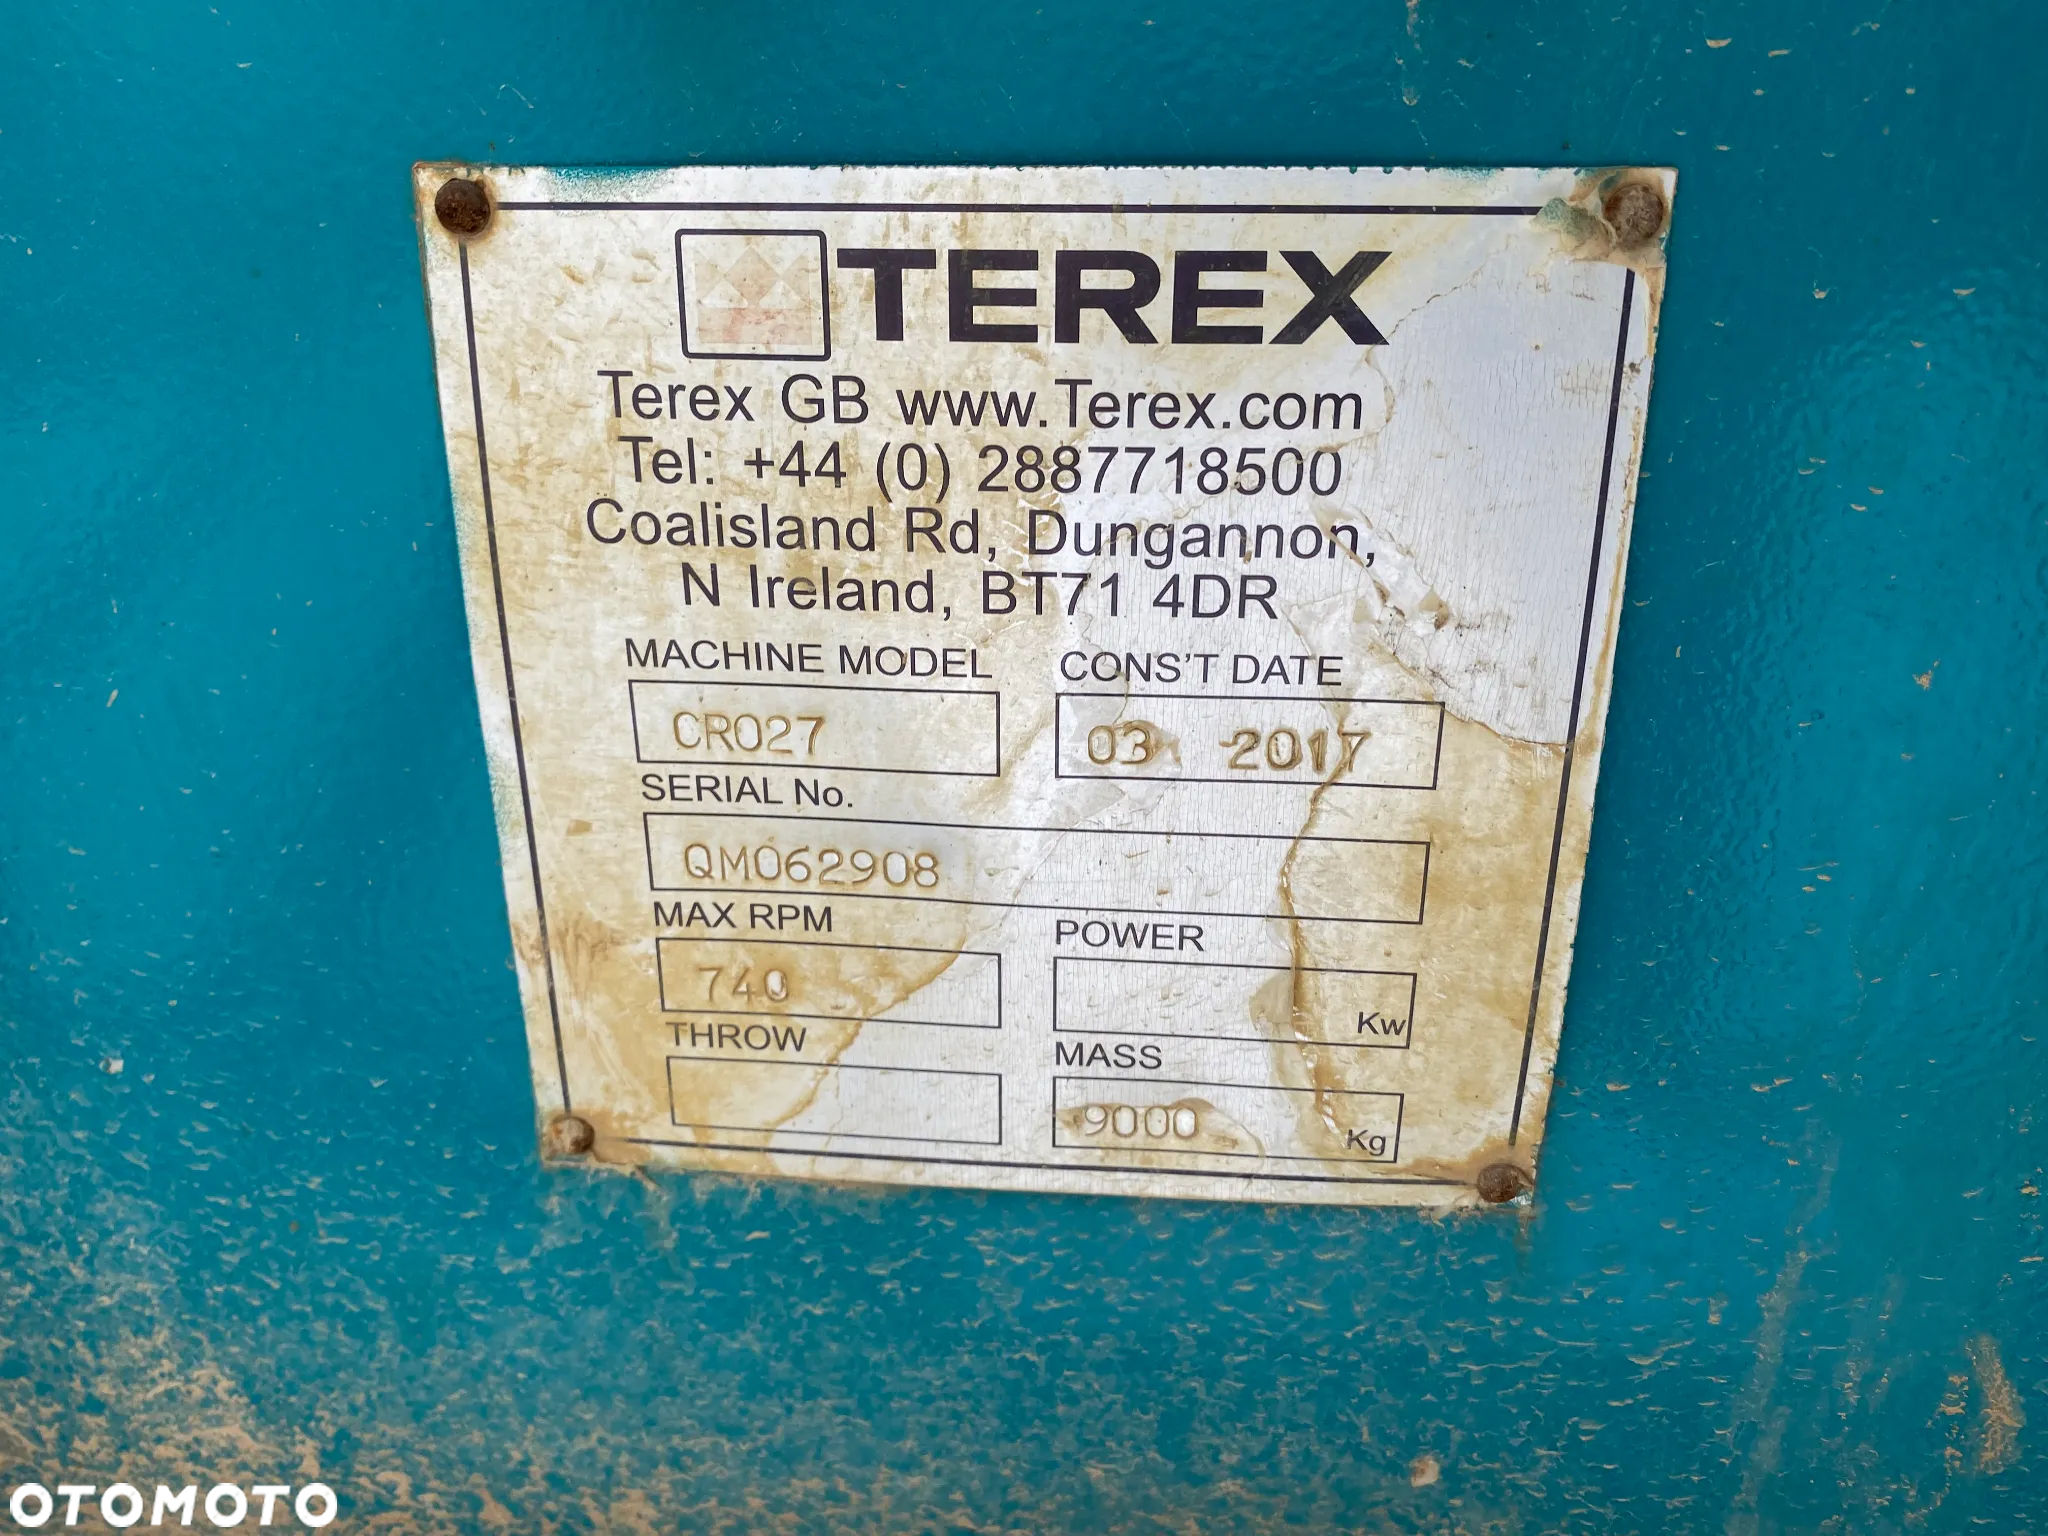 TEREX
Terex GB www.Terex.com
Tel: +44 (0) 2887718500
Coalisland Rd, Dungannon,
N Ireland, BT71 4DR
MACHINE MODEL CONS'T DATE
CR027 03 2017
SERIAL No.
QM062908
MAX RPM POWER
740 Kw
THROW MASS
9000 Kg
OTOMOTO